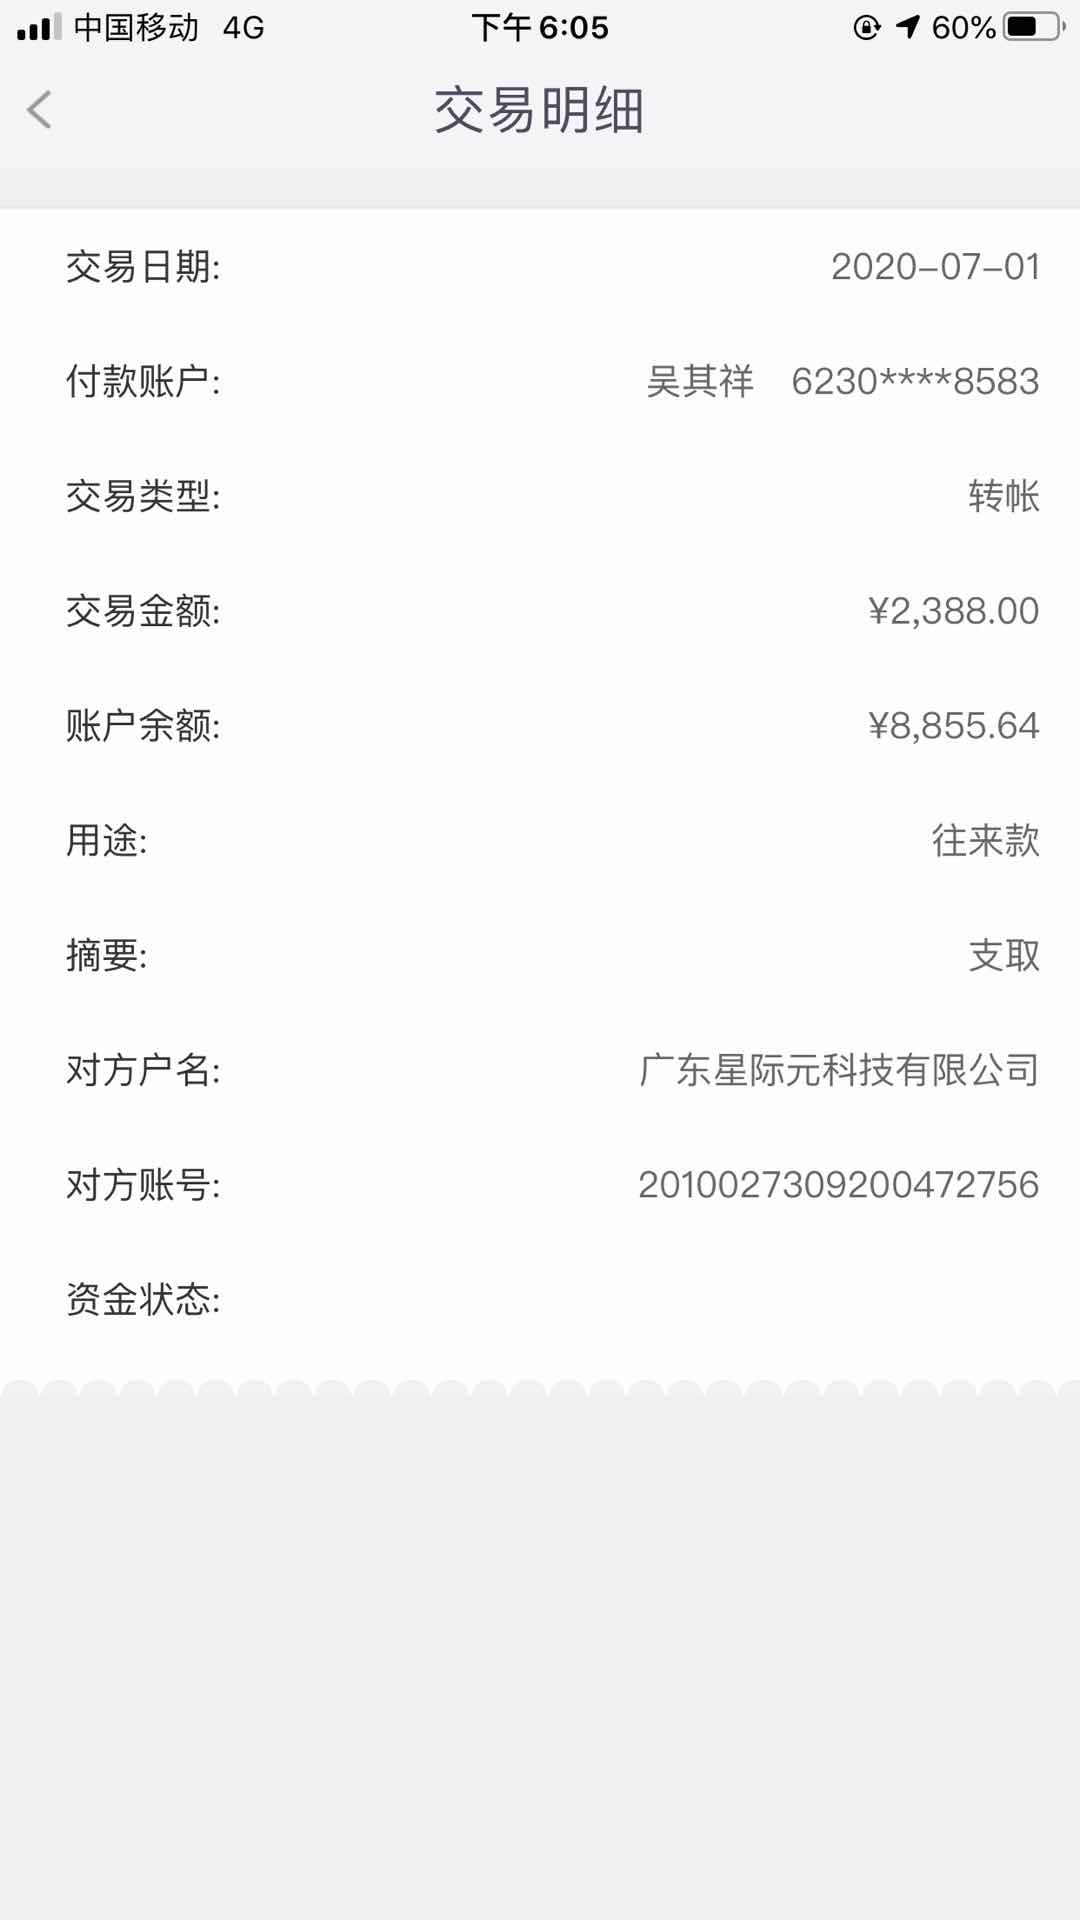 中国移动 4G 下午6:05 60%
交易明细
交易日期: 2020-07-01
付款账户: 吴其祥 6230****8583
交易类型: 转帐
交易金额: ¥2,388.00
账户余额: ¥8,855.64
用途: 往来款
摘要: 支取
对方户名: 广东星际元科技有限公司
对方账号: 2010027309200472756
资金状态: